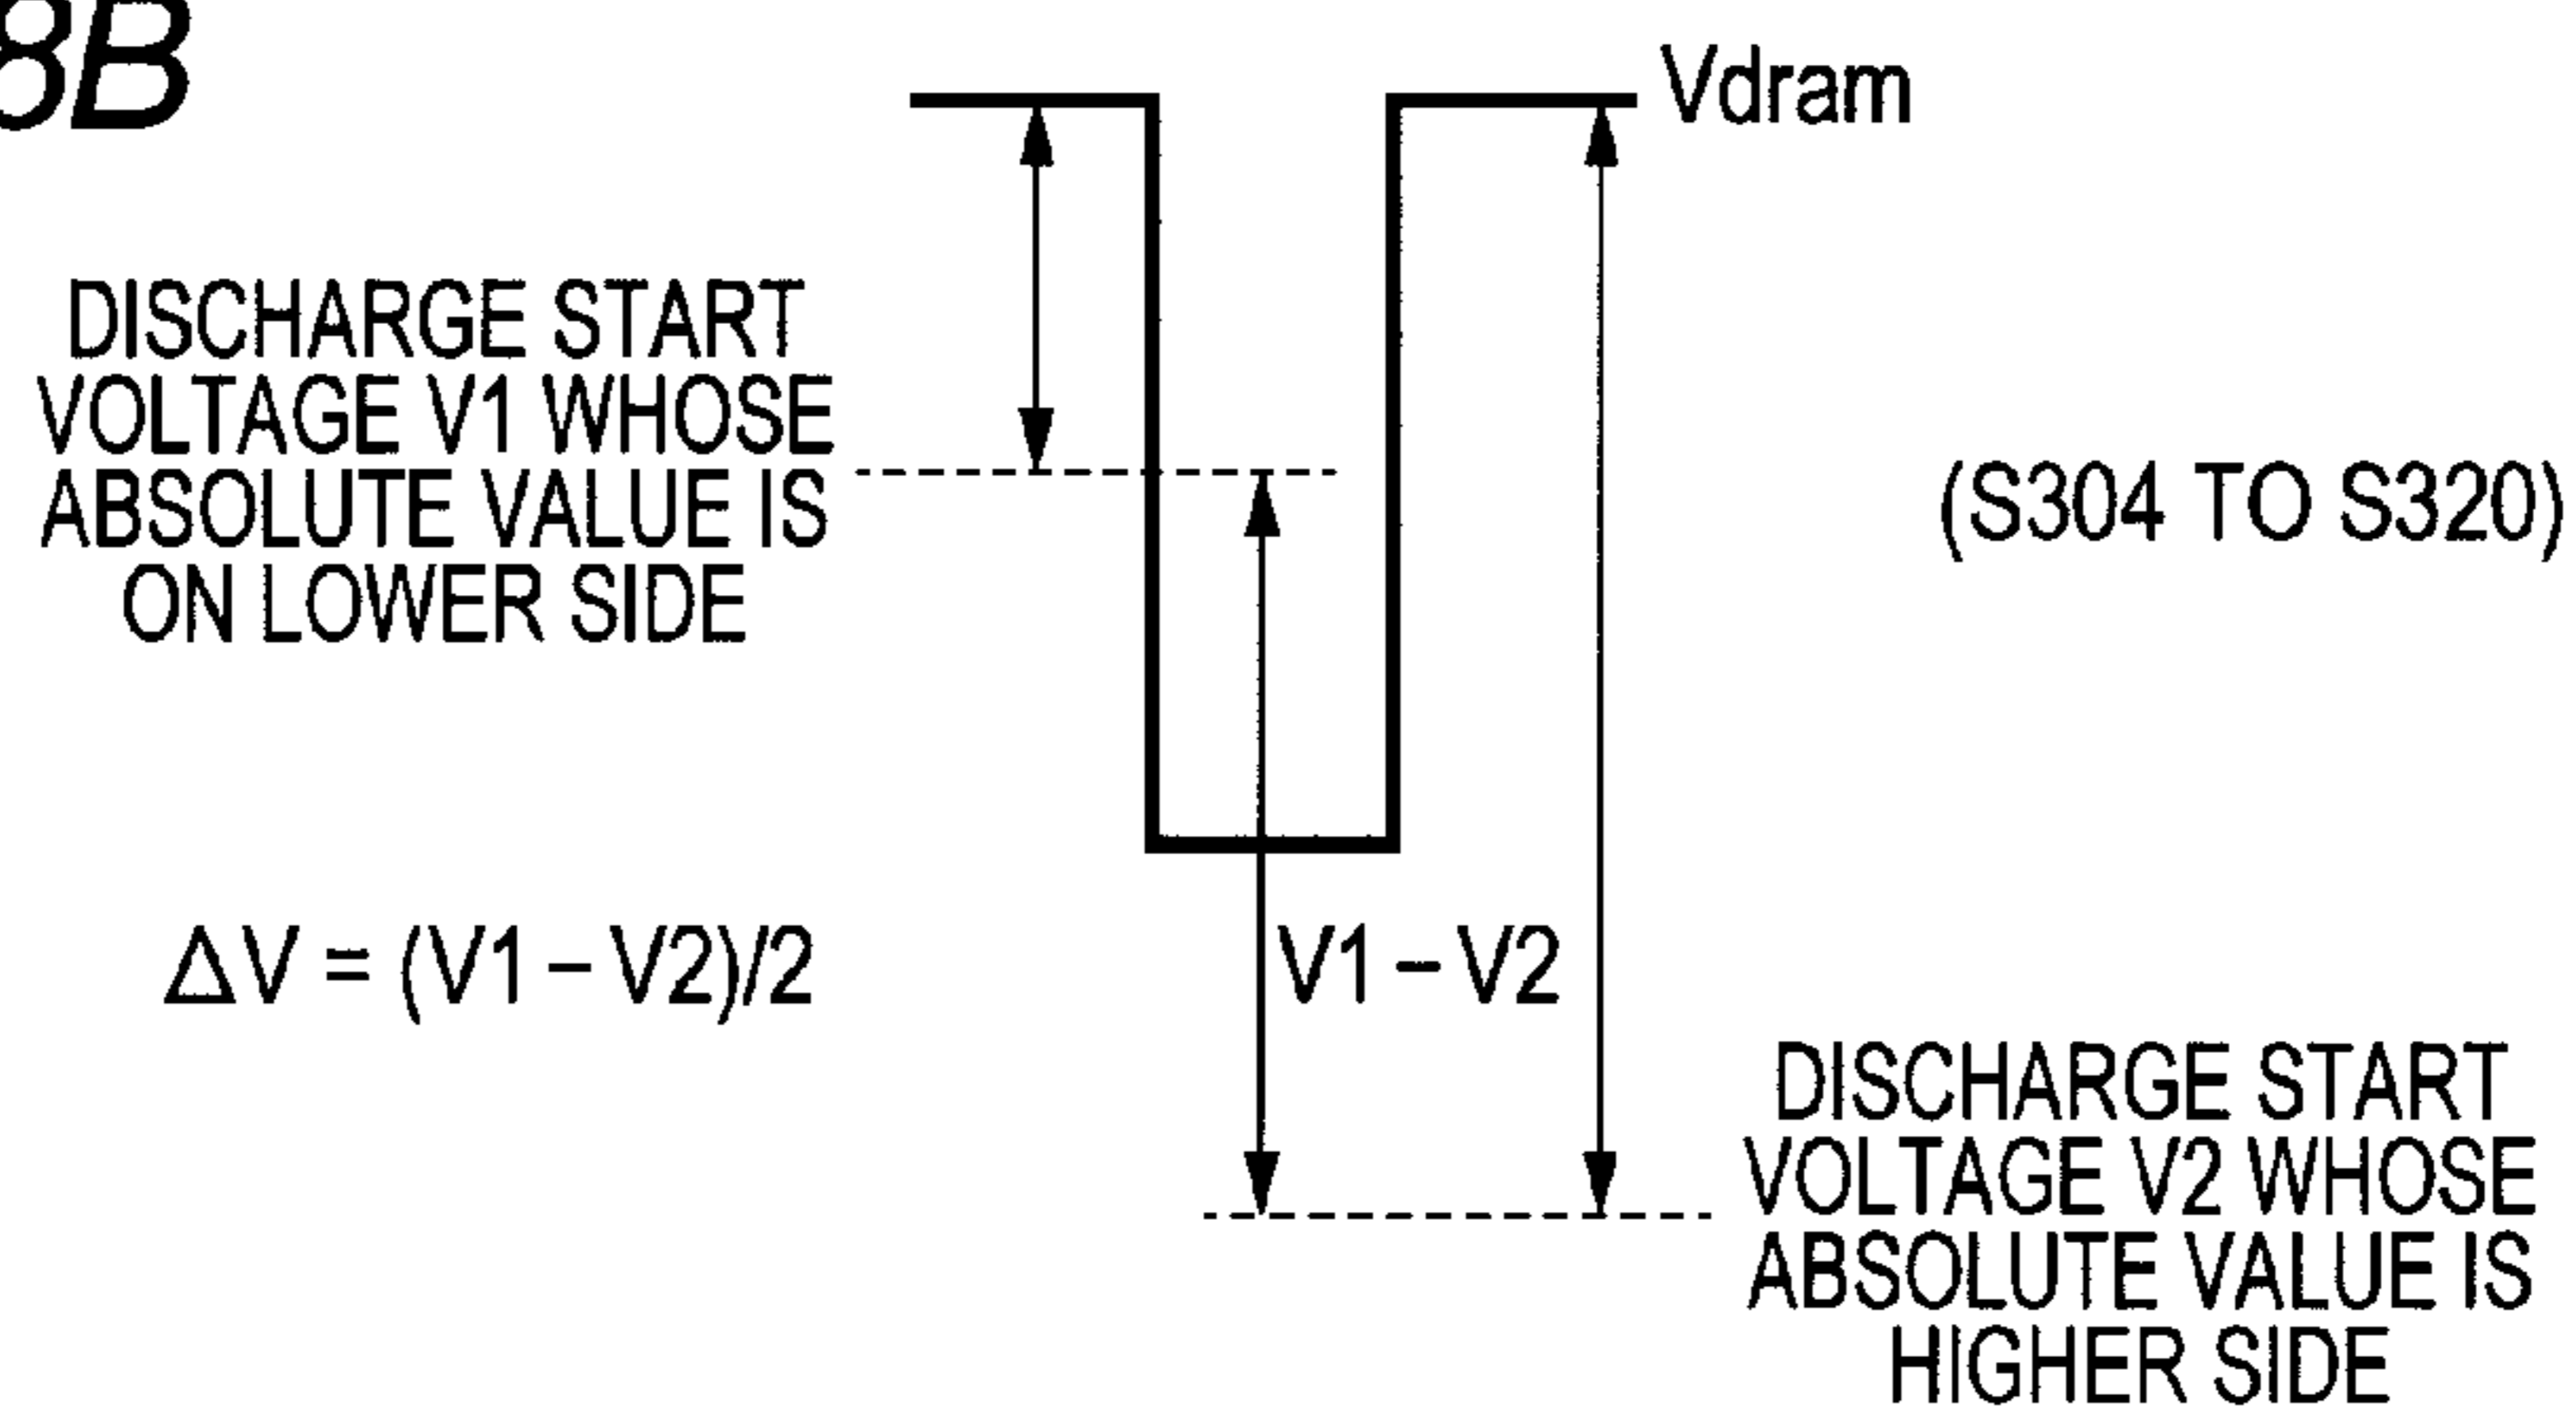 8B
Vdram
DISCHARGE START
VOLTAGE V1 WHOSE
ABSOLUTE VALUE IS
ON LOWER SIDE
(S304 TO S320)
ΔV = (V1 – V2)/2
V1 – V2
DISCHARGE START
VOLTAGE V2 WHOSE
ABSOLUTE VALUE IS
HIGHER SIDE